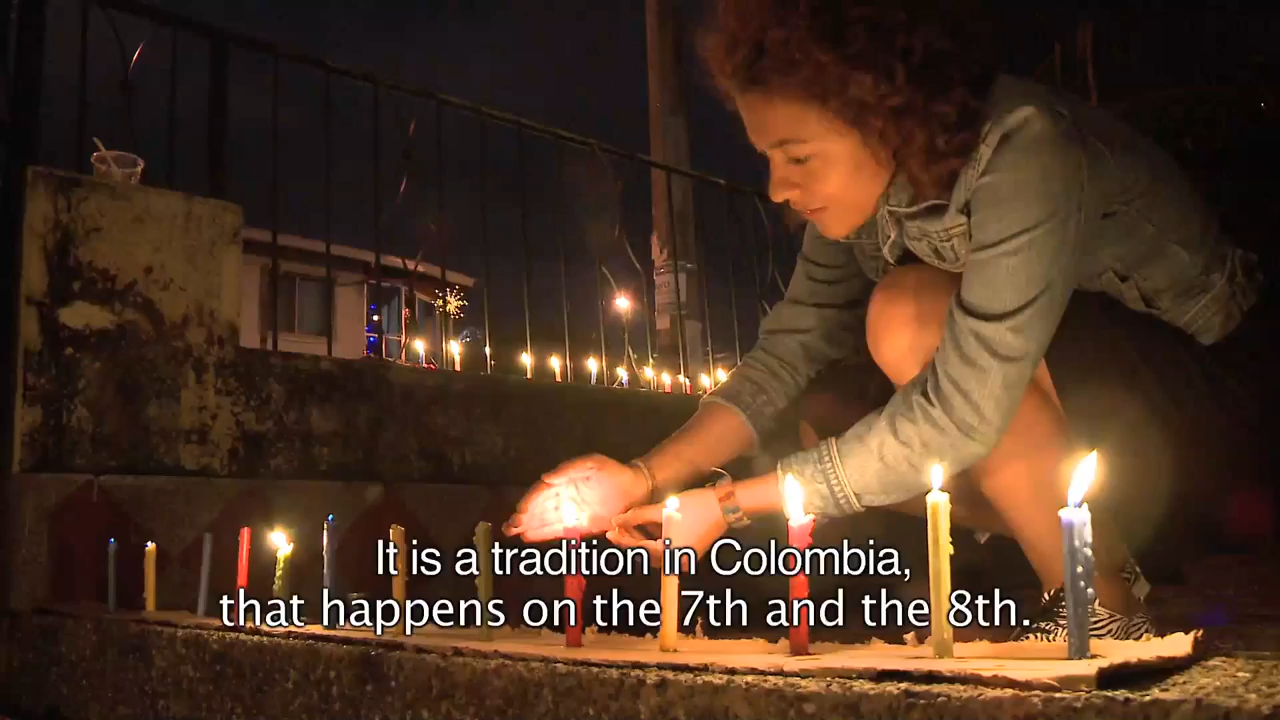 It is a tradition in Colombia,
that happens on the 7th and the 8th.